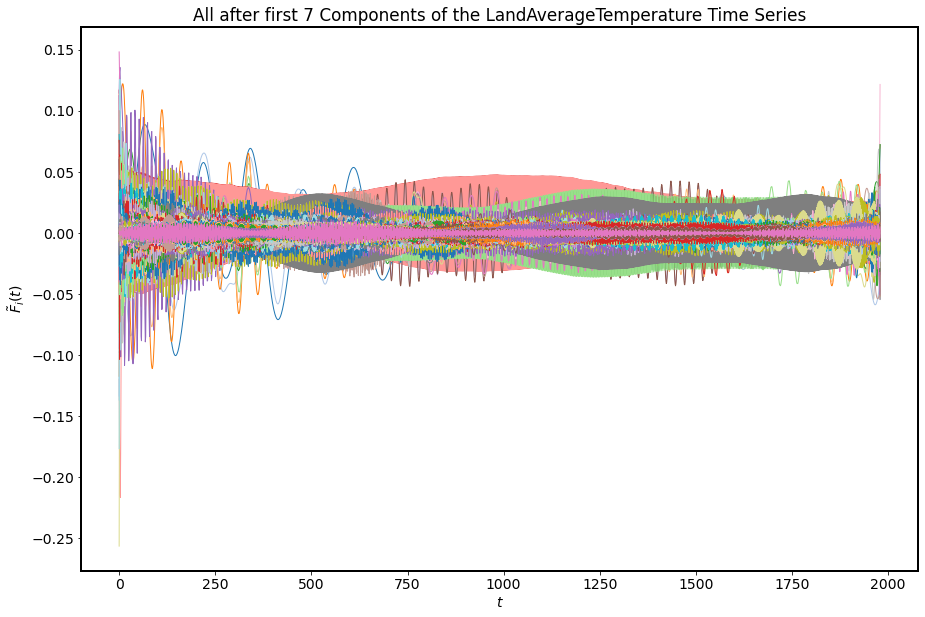 All after first 7 Components of the LandAverageTemperature Time Series
0.15
0.10
0.05
0.00
−0.05
−0.10
−0.15
−0.20
−0.25
F̃ᵢ(t)
0 250 500 750 1000 1250 1500 1750 2000
t